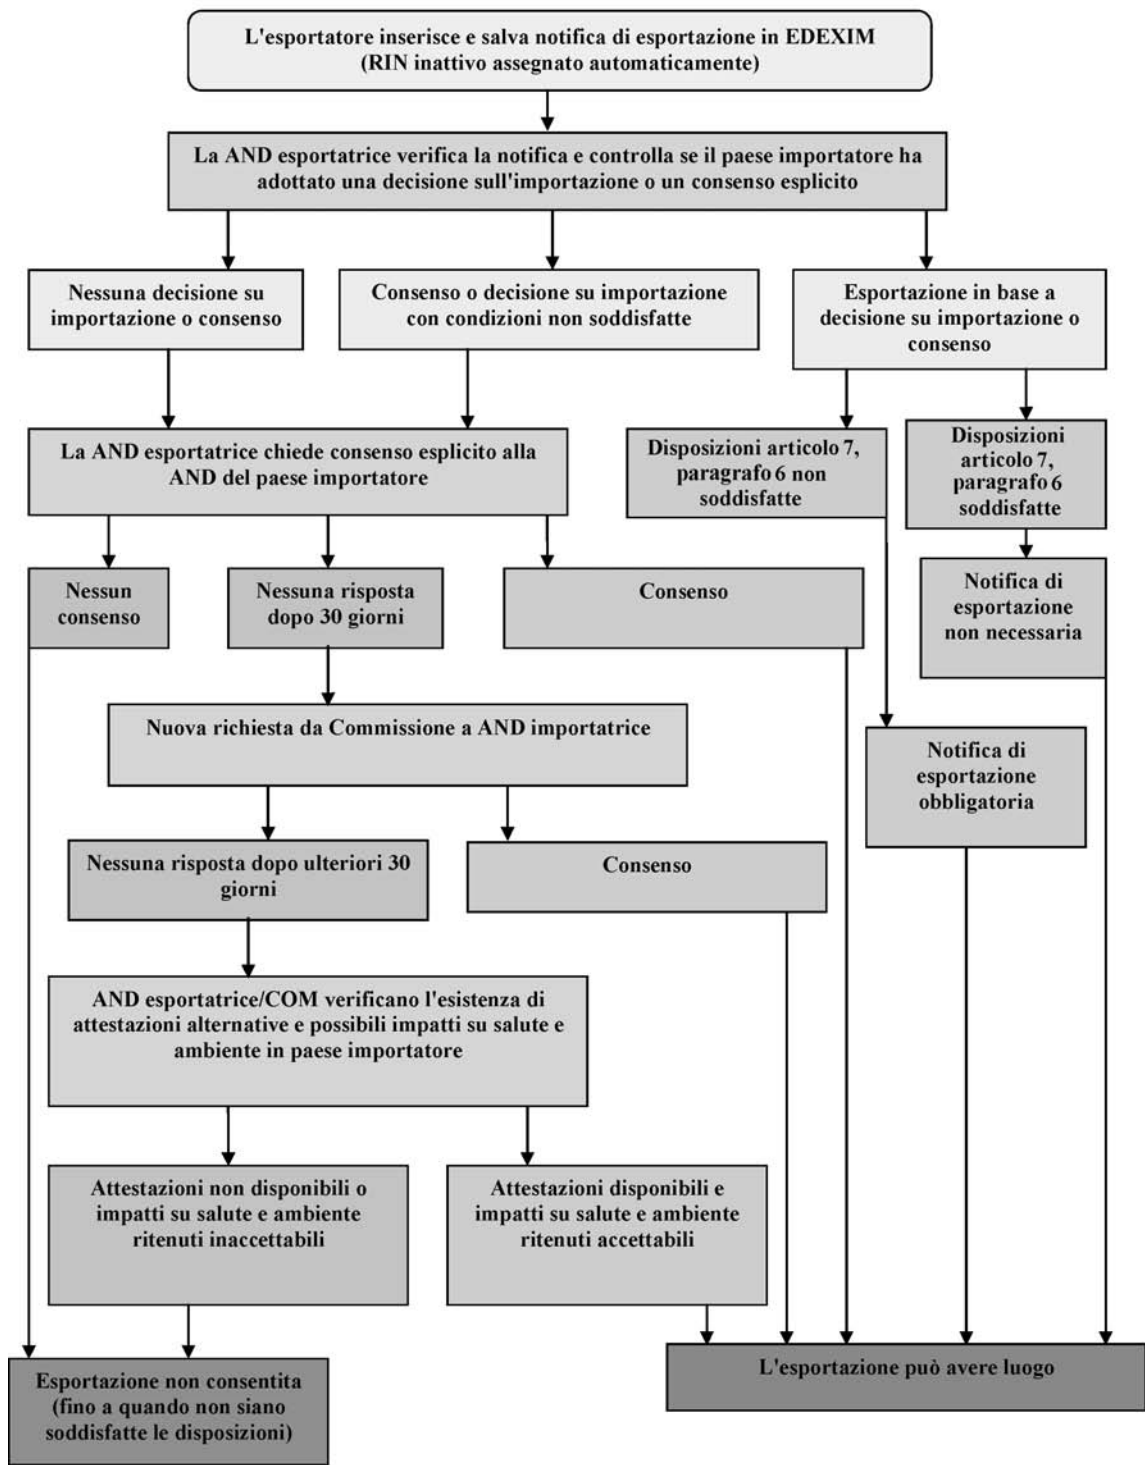 L'esportatore inserisce e salva notifica di esportazione in EDEXIM
(RIN inattivo assegnato automaticamente)
La AND esportatrice verifica la notifica e controlla se il paese importatore ha
adottato una decisione sull'importazione o un consenso esplicito
Nessuna decisione su
importazione o consenso
Consenso o decisione su importazione
con condizioni non soddisfatte
Esportazione in base a
decisione su importazione o
consenso
La AND esportatrice chiede consenso esplicito alla
AND del paese importatore
Disposizioni articolo 7,
paragrafo 6 non
soddisfatte
Disposizioni
articolo 7,
paragrafo 6
soddisfatte
Nessun
consenso
Nessuna risposta
dopo 30 giorni
Consenso
Notifica di
esportazione
non necessaria
Nuova richiesta da Commissione a AND importatrice
Notifica di
esportazione
obbligatoria
Nessuna risposta dopo ulteriori 30
giorni
Consenso
AND esportatrice/COM verificano l'esistenza di
attestazioni alternative e possibili impatti su salute e
ambiente in paese importatore
Attestazioni non disponibili o
impatti su salute e ambiente
ritenuti inaccettabili
Attestazioni disponibili e
impatti su salute e ambiente
ritenuti accettabili
Esportazione non consentita
(fino a quando non siano
soddisfatte le disposizioni)
L'esportazione può avere luogo